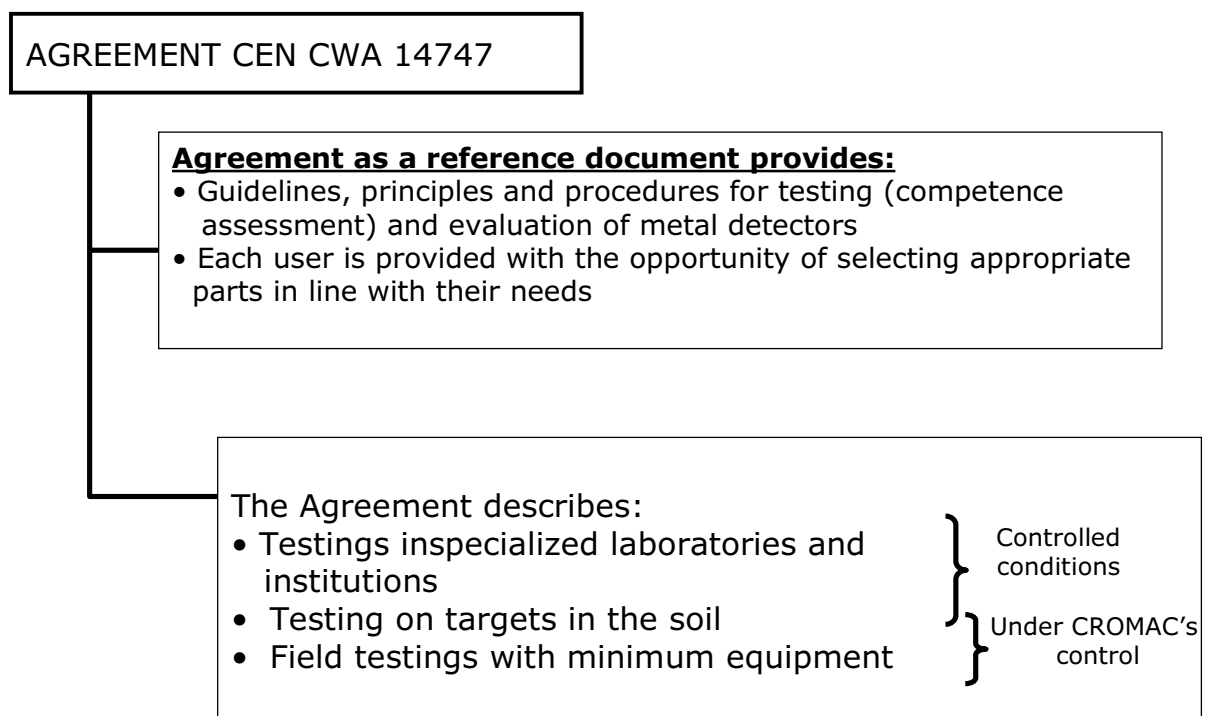 AGREEMENT CEN CWA 14747
Agreement as a reference document provides:
• Guidelines, principles and procedures for testing (competence
assessment) and evaluation of metal detectors
• Each user is provided with the opportunity of selecting appropriate
parts in line with their needs
The Agreement describes:
• Testings inspecialized laboratories and
institutions
• Testing on targets in the soil
• Field testings with minimum equipment
Controlled
conditions
Under CROMAC’s
control